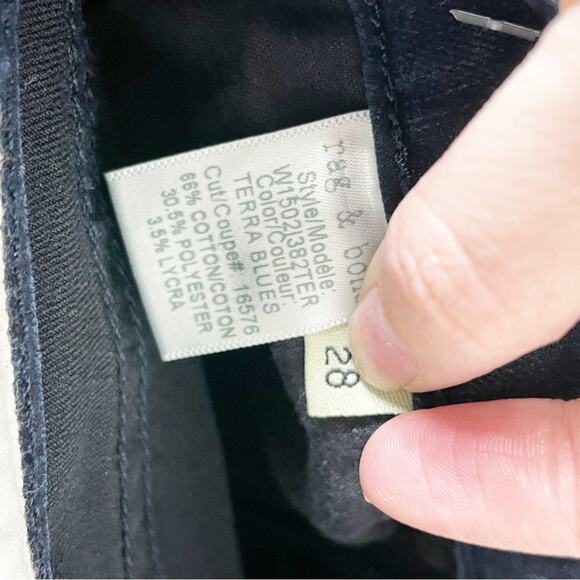 rag & bone
Style/Modèle:
W1502J382TER
Color/Couleur:
TERRA BLUES
Cut/Coupe# 16576
66% COTTON/COTON
30.5% POLYESTER
3.5% LYCRA
28